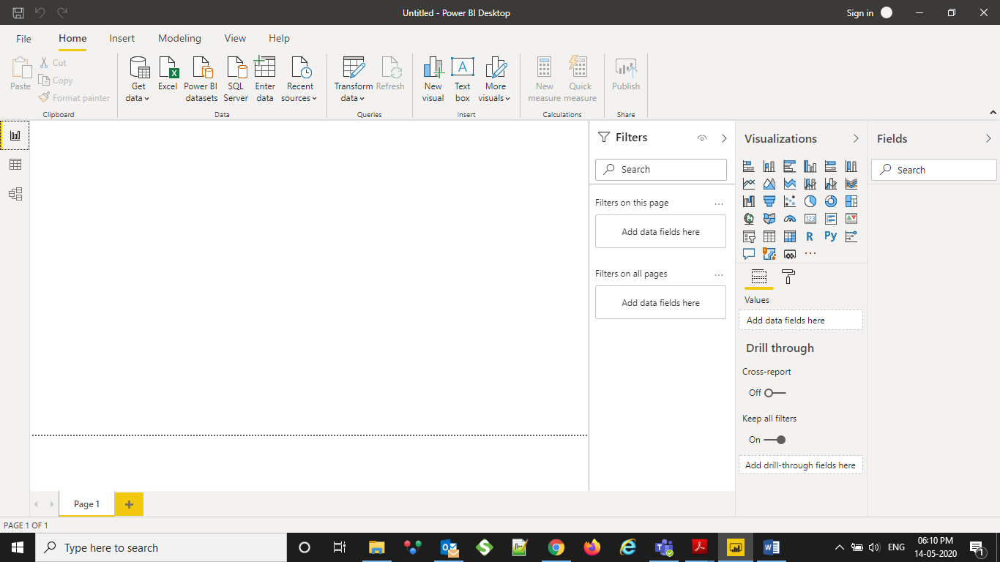 Untitled - Power BI Desktop
Sign in
File Home Insert Modeling View Help
Paste
Cut
Copy
Format painter
Clipboard
Get data
Excel
Power BI datasets
SQL Server
Enter data
Recent sources
Data
Transform data
Refresh
Queries
New visual
Text box
More visuals
Insert
New measure
Quick measure
Calculations
Publish
Share
Filters
Search
Filters on this page
Add data fields here
Filters on all pages
Add data fields here
Visualizations
123
R
Py
Values
Add data fields here
Drill through
Cross-report
Off
Keep all filters
On
Add drill-through fields here
Fields
Search
Page 1
PAGE 1 OF 1
Type here to search
ENG
06:10 PM
14-05-2020
1